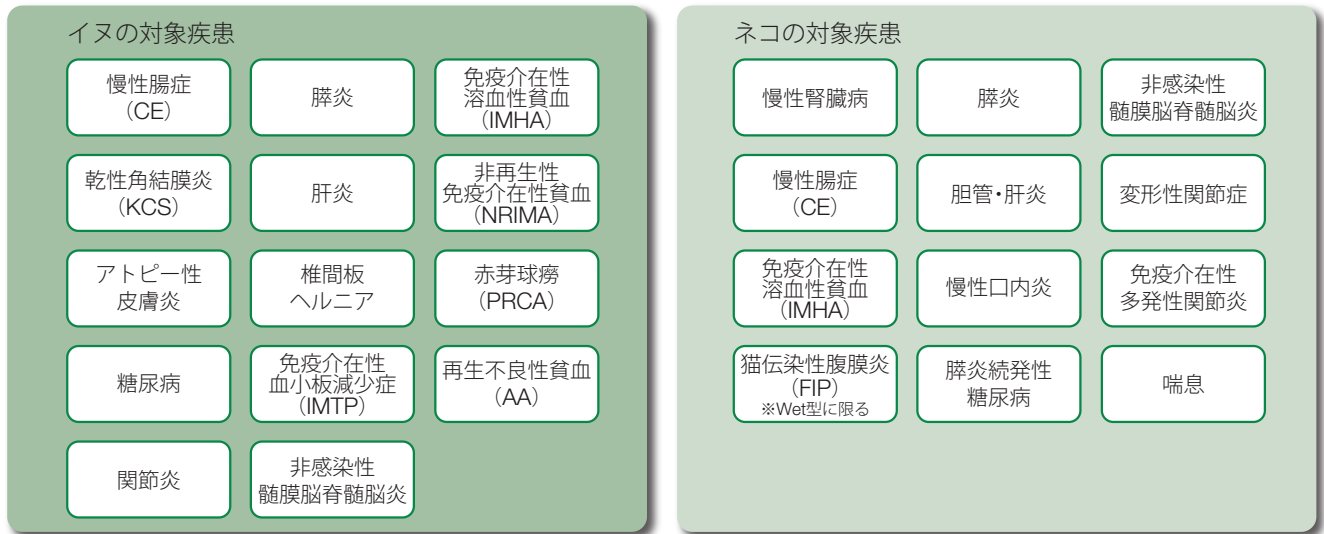 イヌの対象疾患
慢性腸症
（CE）
膵炎
免疫介在性
溶血性貧血
（IMHA）
乾性角結膜炎
（KCS）
肝炎
非再生性
免疫介在性貧血
（NRIMA）
アトピー性
皮膚炎
椎間板
ヘルニア
赤芽球癆
（PRCA）
糖尿病
免疫介在性
血小板減少症
（IMTP）
再生不良性貧血
（AA）
関節炎
非感染性
髄膜脳脊髄脳炎
ネコの対象疾患
慢性腎臓病
膵炎
非感染性
髄膜脳脊髄脳炎
慢性腸症
（CE）
胆管・肝炎
変形性関節症
免疫介在性
溶血性貧血
（IMHA）
慢性口内炎
免疫介在性
多発性関節炎
猫伝染性腹膜炎
（FIP）
※Wet型に限る
膵炎続発性
糖尿病
喘息